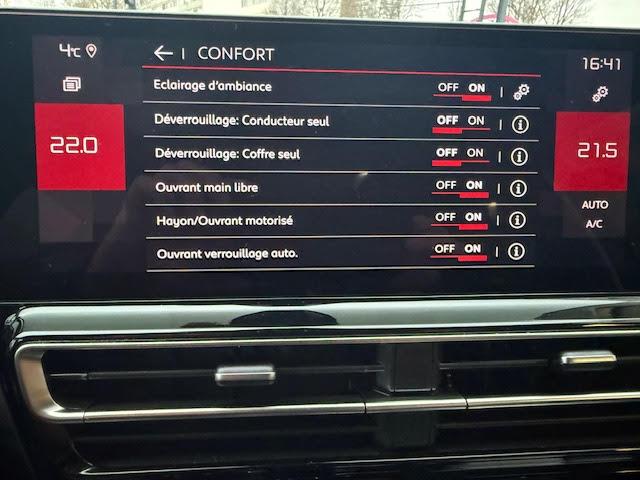 4°C
← | CONFORT
16:41
Eclairage d'ambiance OFF ON |
Déverrouillage: Conducteur seul OFF ON | i
22.0
Déverrouillage: Coffre seul OFF ON | i
21.5
Ouvrant main libre OFF ON | i
AUTO
Hayon/Ouvrant motorisé OFF ON | i
A/C
Ouvrant verrouillage auto. OFF ON | i